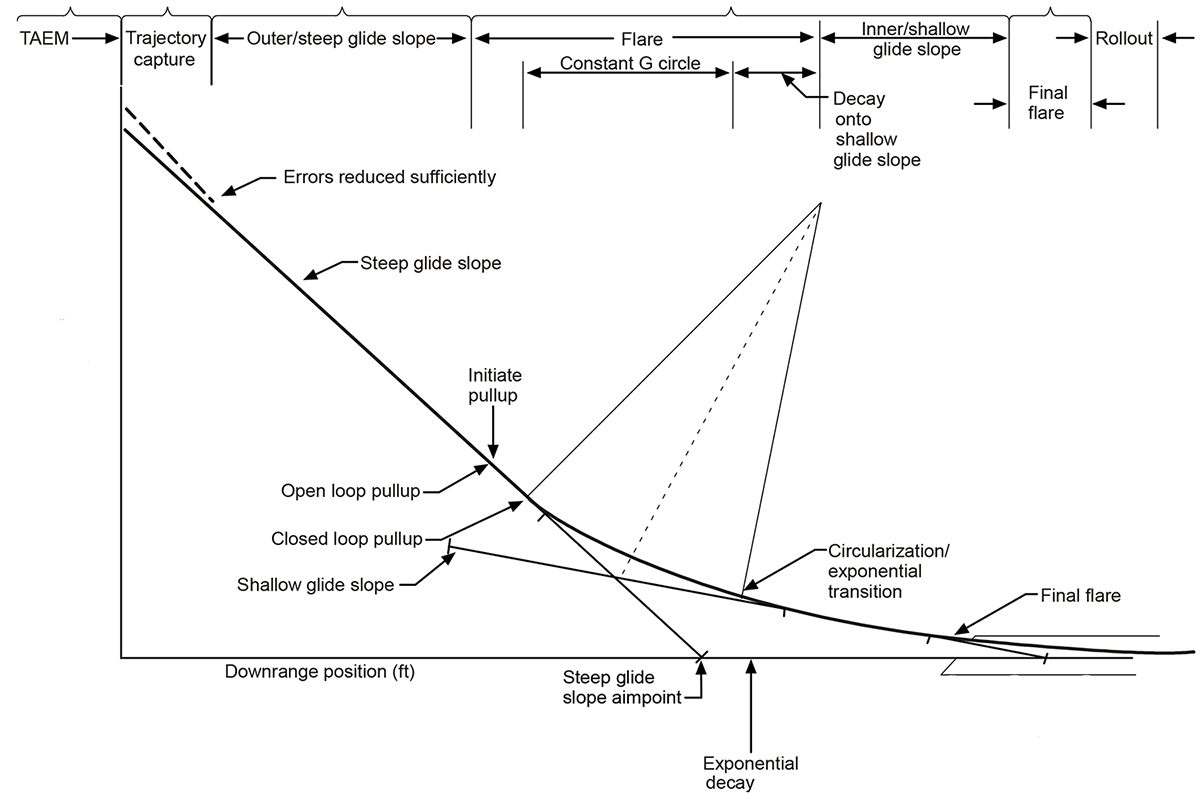 TAEM
Trajectory
capture
Outer/steep glide slope
Flare
Inner/shallow
glide slope
Rollout
Constant G circle
Decay
onto
shallow
glide slope
Final
flare
Errors reduced sufficiently
Steep glide slope
Initiate
pullup
Open loop pullup
Closed loop pullup
Shallow glide slope
Circularization/
exponential
transition
Final flare
Downrange position (ft)
Steep glide
slope aimpoint
Exponential
decay